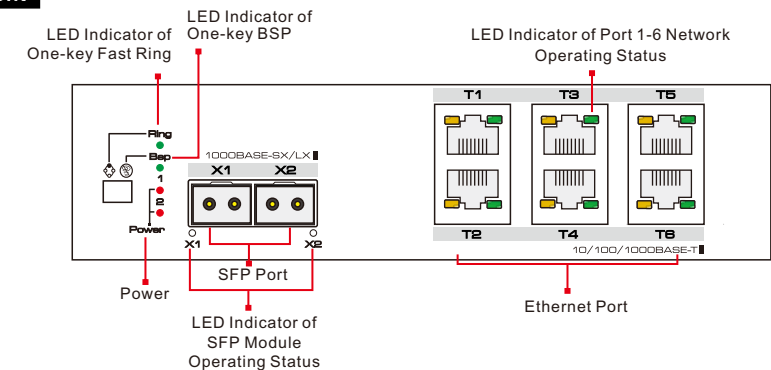 LED Indicator of
One-key Fast Ring
LED Indicator of
One-key BSP
LED Indicator of Port 1-6 Network
Operating Status
Ring
Bsp
1
2
Power
1000BASE-SX/LX
X1 X2
X1 X2
T1 T3 T5
T2 T4 T6
10/100/1000BASE-T
SFP Port
Power
LED Indicator of
SFP Module
Operating Status
Ethernet Port